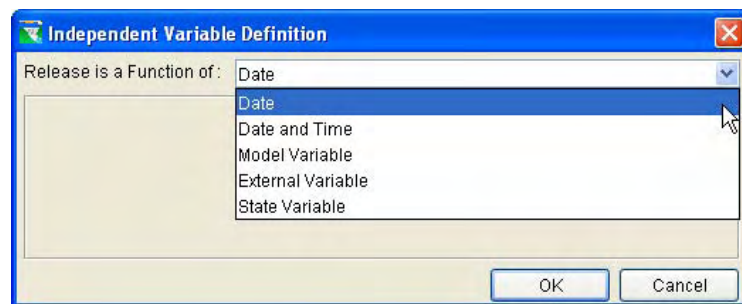 Independent Variable Definition
Release is a Function of: Date
Date
Date and Time
Model Variable
External Variable
State Variable
OK Cancel